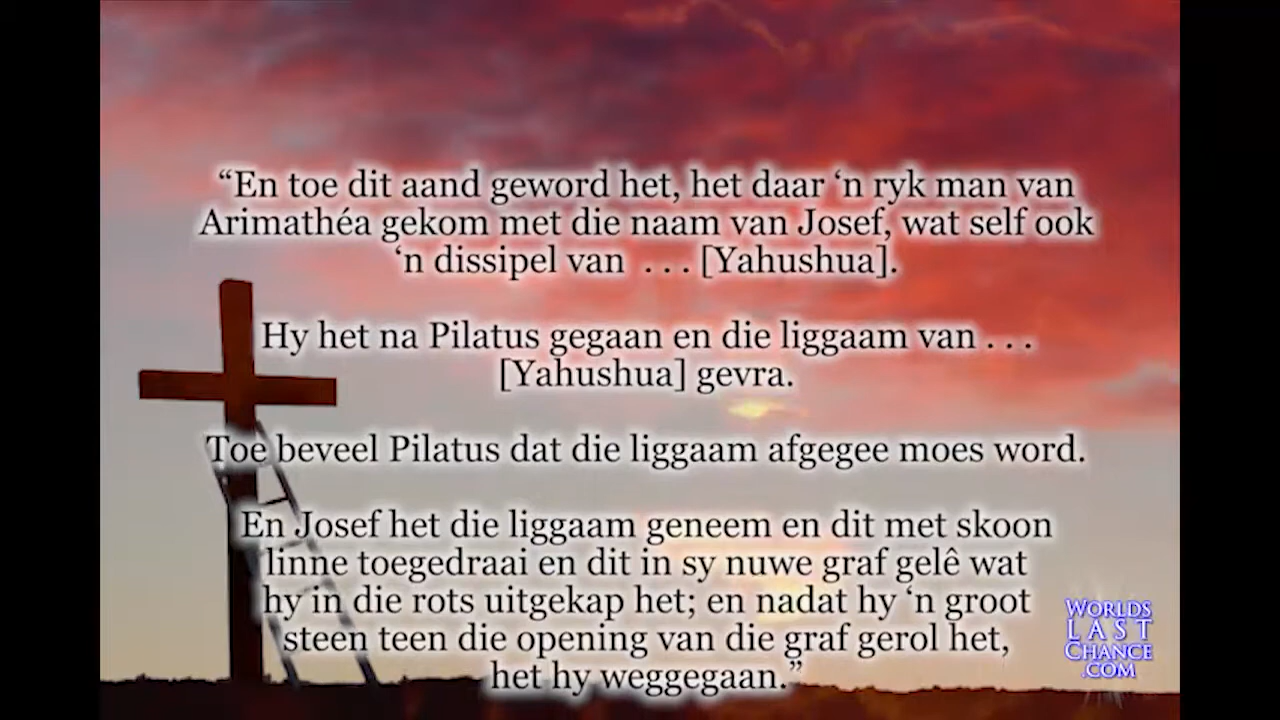 “En toe dit aand geword het, het daar ‘n ryk man van
Arimathéa gekom met die naam van Josef, wat self ook
‘n dissipel van . . . [Yahushua].
Hy het na Pilatus gegaan en die liggaam van . . .
[Yahushua] gevra.
Toe beveel Pilatus dat die liggaam afgegee moes word.
En Josef het die liggaam geneem en dit met skoon
linne toegedraai en dit in sy nuwe graf gelê wat
hy in die rots uitgekap het; en nadat hy ‘n groot
steen teen die opening van die graf gerol het,
het hy weggegaan.”
WORLDS
LAST
CHANCE
.COM